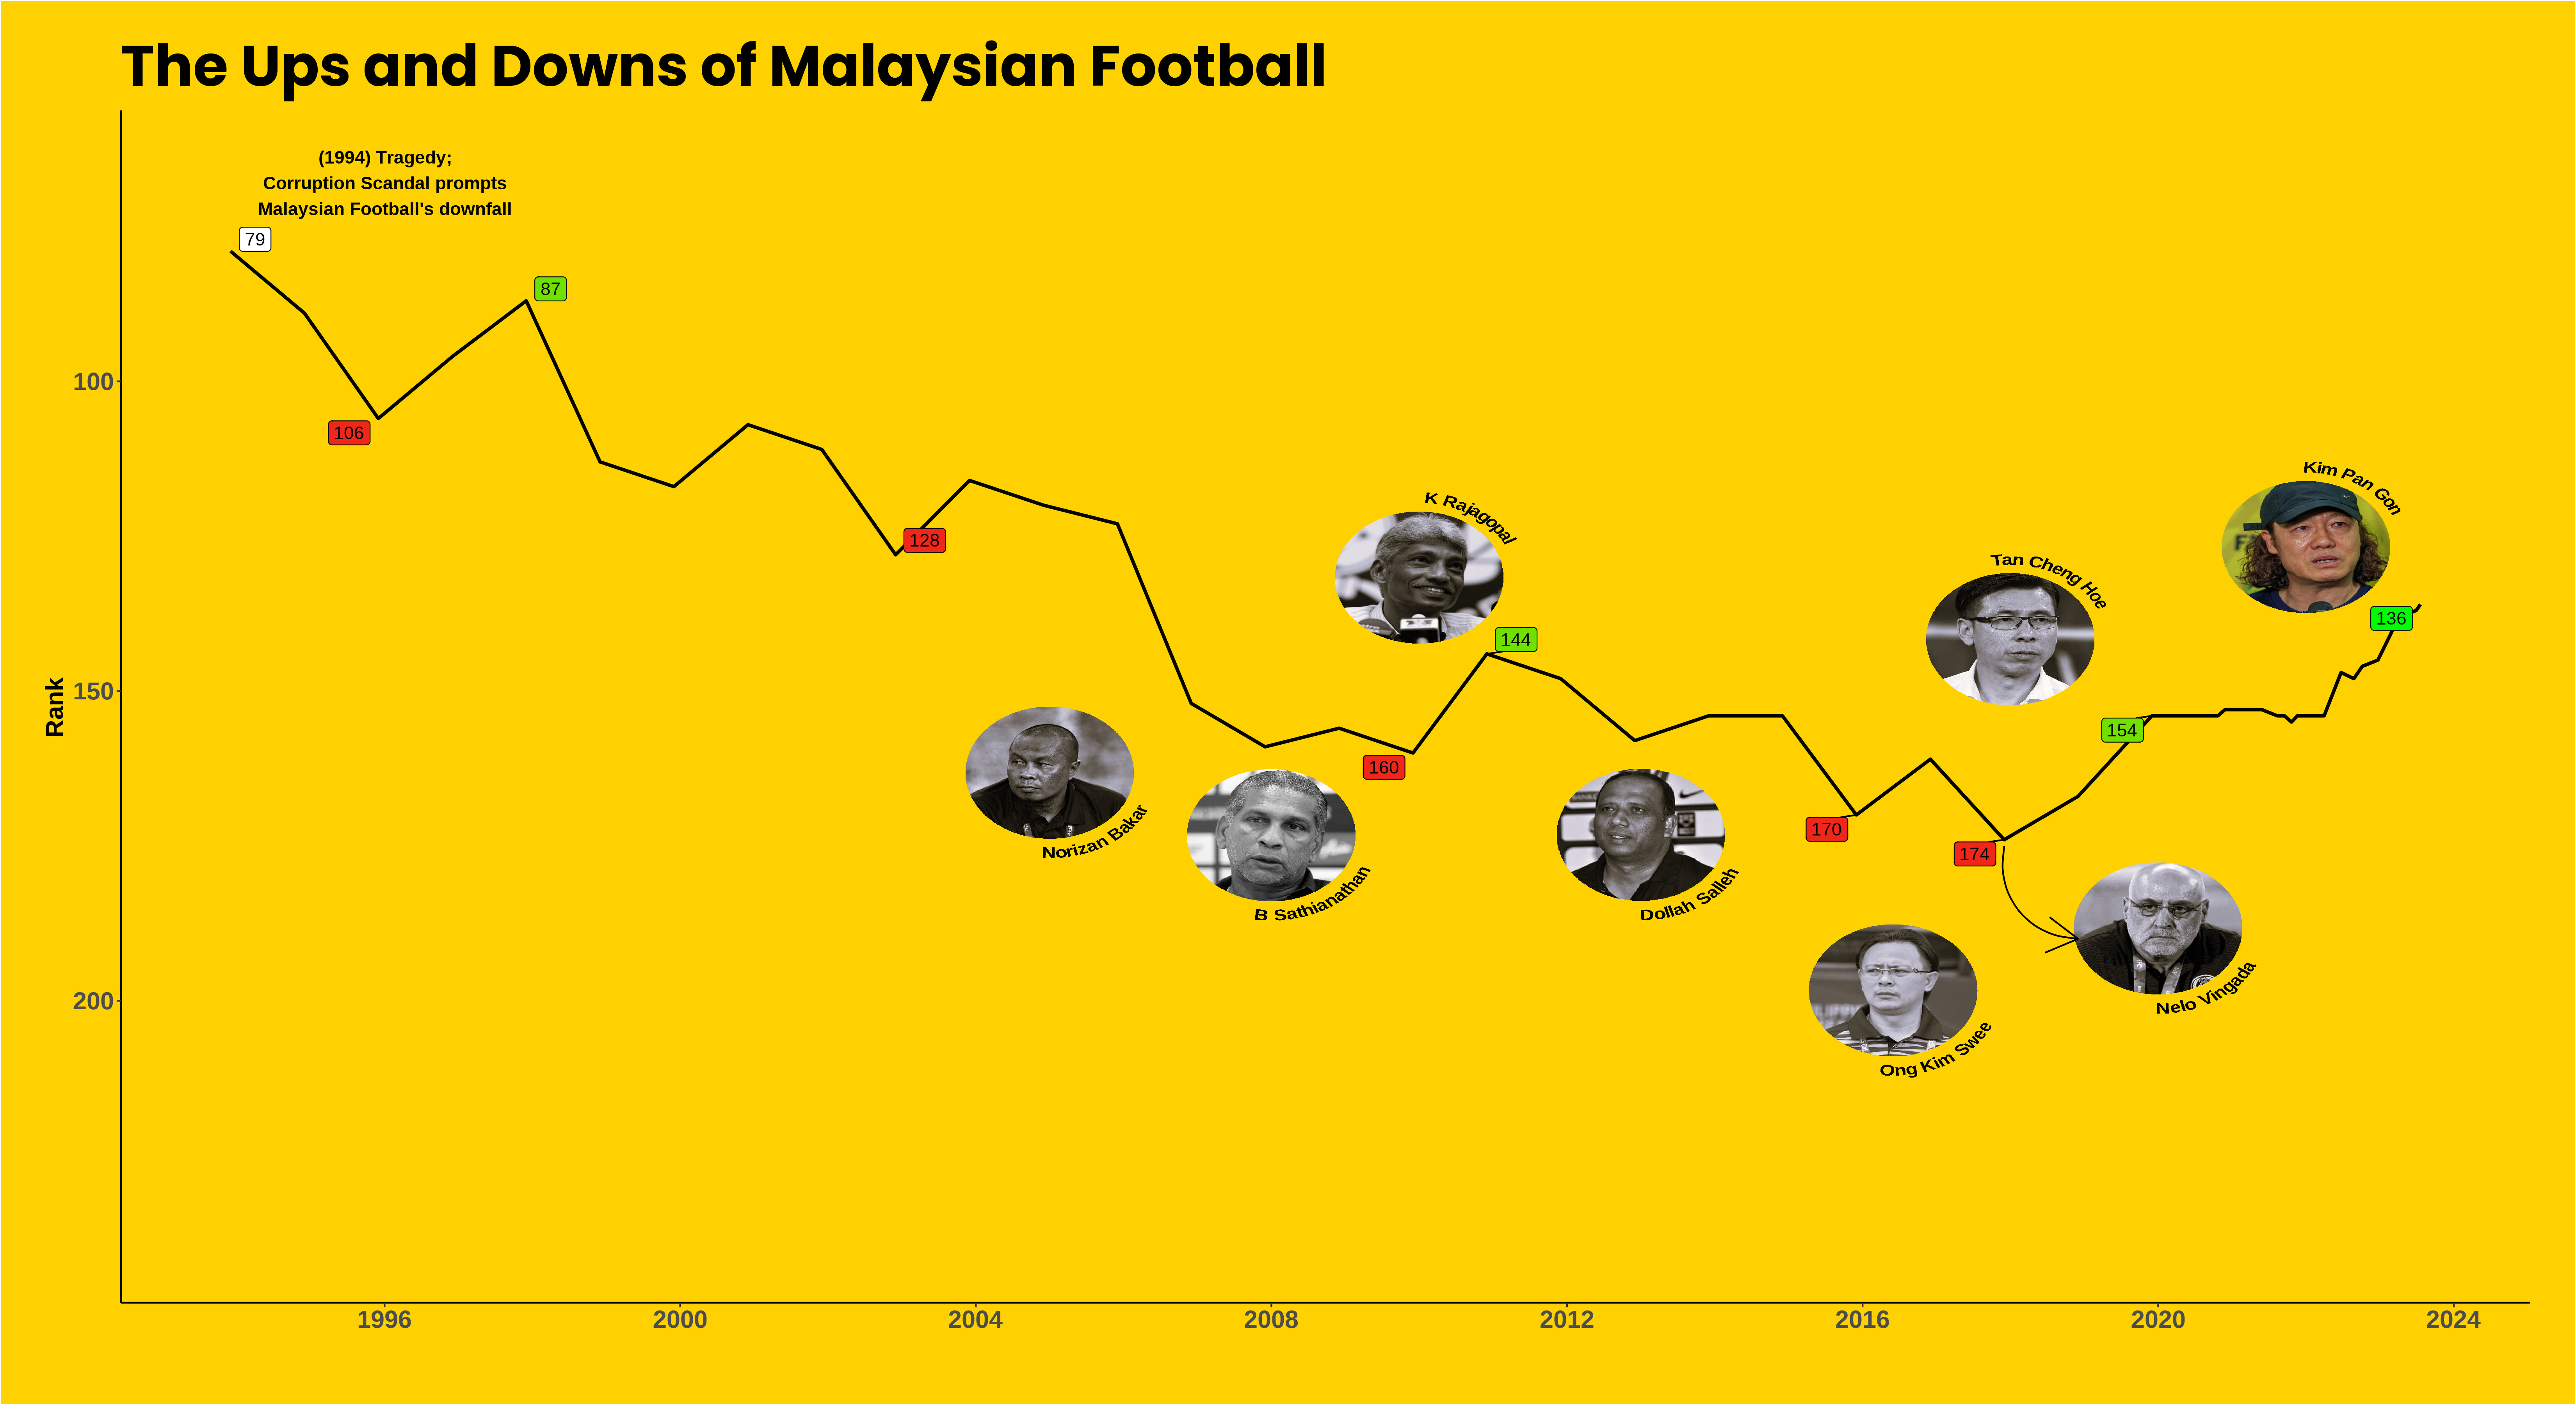 The Ups and Downs of Malaysian Football
(1994) Tragedy;
Corruption Scandal prompts
Malaysian Football's downfall
79
87
100
106
128
K Rajagopal
Kim Pan Gon
Tan Cheng Hoe
136
144
150
Rank
154
160
Norizan Bakar
B Sathianathan
Dollah Salleh
170
174
Nelo Vingada
200
Ong Kim Swee
1996 2000 2004 2008 2012 2016 2020 2024